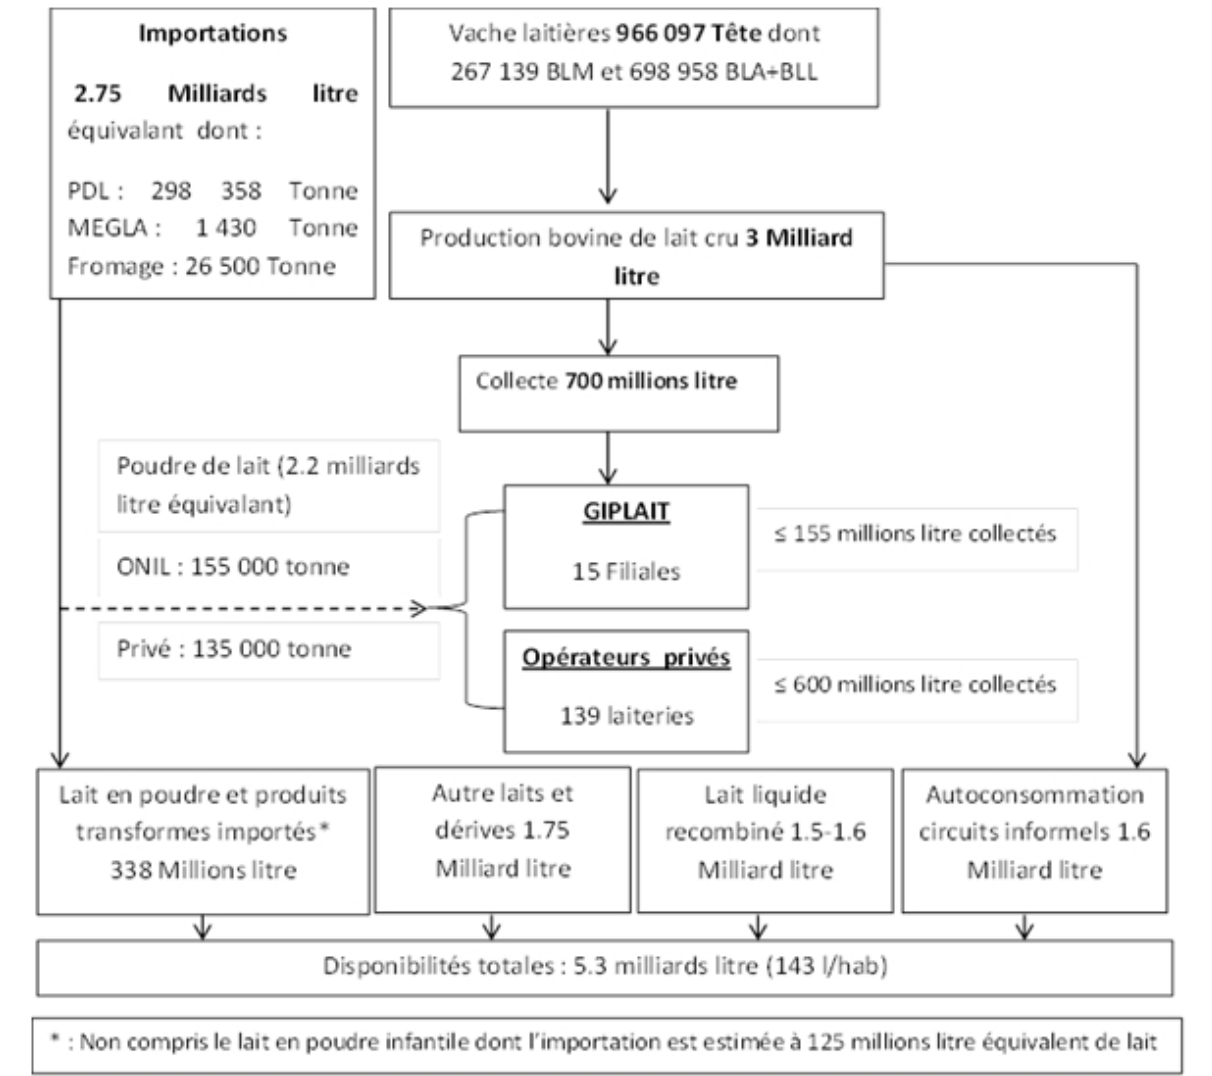 Importations
2.75 Milliards litre
équivalant dont :
PDL : 298 358 Tonne
MEGLA : 1 430 Tonne
Fromage : 26 500 Tonne
Vache laitières 966 097 Tête dont
267 139 BLM et 698 958 BLA+BLL
Production bovine de lait cru 3 Milliard
litre
Collecte 700 millions litre
Poudre de lait (2.2 milliards
litre équivalant)
ONIL : 155 000 tonne
Privé : 135 000 tonne
GIPLAIT
15 Filiales
≤ 155 millions litre collectés
Opérateurs privés
139 laiteries
≤ 600 millions litre collectés
Lait en poudre et produits
transformes importés*
338 Millions litre
Autre laits et
dérives 1.75
Milliard litre
Lait liquide
recombiné 1.5-1.6
Milliard litre
Autoconsommation
circuits informels 1.6
Milliard litre
Disponibilités totales : 5.3 milliards litre (143 l/hab)
* : Non compris le lait en poudre infantile dont l'importation est estimée à 125 millions litre équivalent de lait